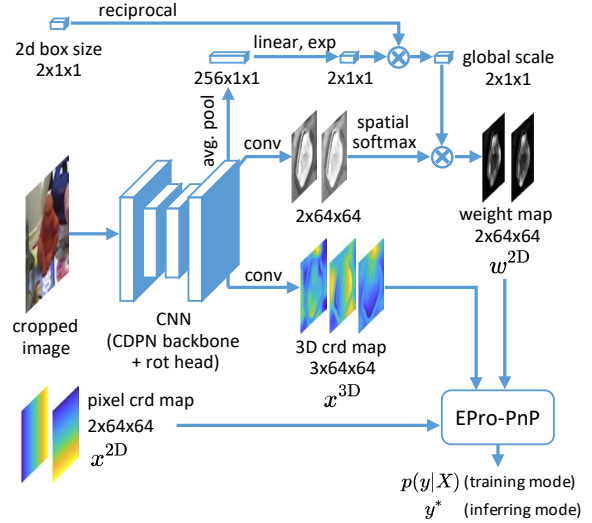 reciprocal
2d box size
2x1x1
linear, exp
256x1x1
2x1x1
global scale
2x1x1
avg. pool
conv
spatial
softmax
2x64x64
weight map
2x64x64
w^{2D}
conv
cropped
image
CNN
(CDPN backbone
+ rot head)
3D crd map
3x64x64
x^{3D}
pixel crd map
2x64x64
x^{2D}
EPro-PnP
p(y|X) (training mode)
y* (inferring mode)